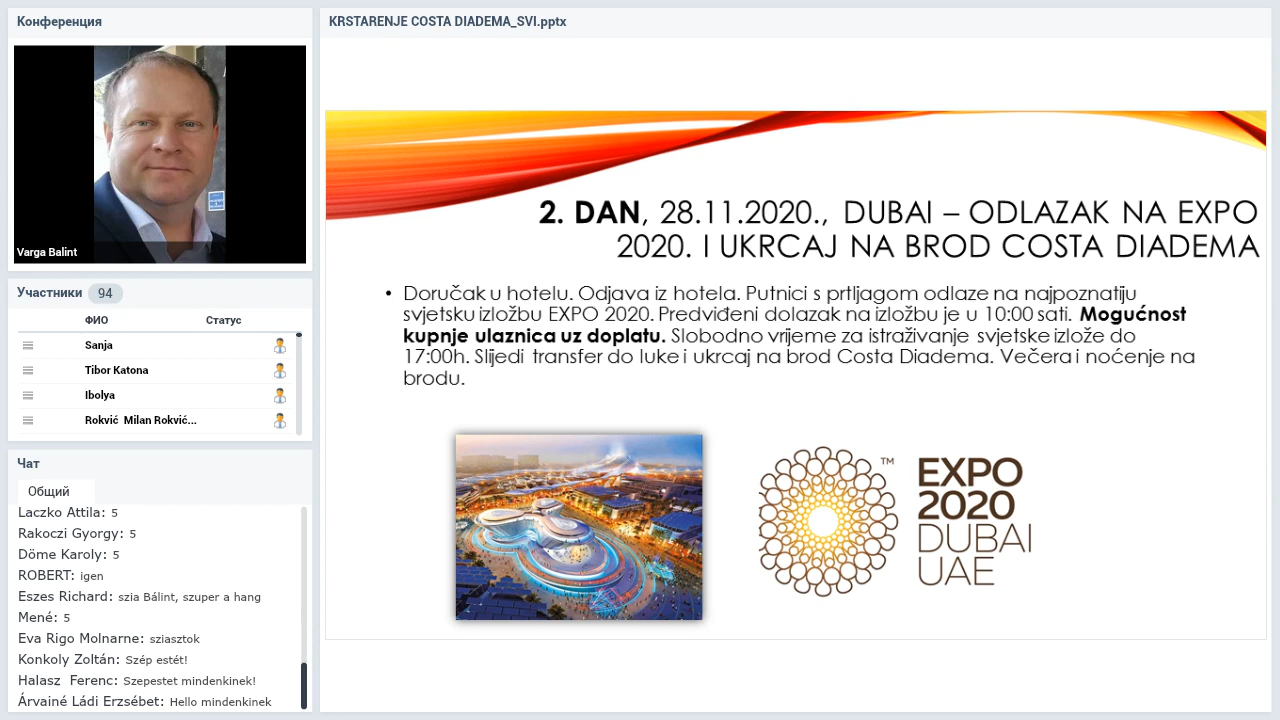 Конференция
Varga Balint
Участники 94
ФИО Статус
Sanja
Tibor Katona
Ibolya
Rokvić Milan Rokvić...
Чат
Общий
Laczko Attila: 5
Rakoczi Gyorgy: 5
Döme Karoly: 5
ROBERT: igen
Eszes Richard: szia Bálint, szuper a hang
Mené: 5
Eva Rigo Molnarne: sziasztok
Konkoly Zoltán: Szép estét!
Halasz Ferenc: Szepestet mindenkinek!
Árvainé Ládi Erzsébet: Hello mindenkinek
KRSTARENJE COSTA DIADEMA_SVI.pptx
2. DAN, 28.11.2020., DUBAI – ODLAZAK NA EXPO
2020. I UKRCAJ NA BROD COSTA DIADEMA
• Doručak u hotelu. Odjava iz hotela. Putnici s prtljagom odlaze na najpoznatiju
svjetsku izložbu EXPO 2020. Predviđeni dolazak na izložbu je u 10:00 sati. Mogućnost
kupnje ulaznica uz doplatu. Slobodno vrijeme za istraživanje svjetske izlože do
17:00h. Slijedi transfer do luke i ukrcaj na brod Costa Diadema. Večera i noćenje na
brodu.
TM
EXPO
2020
DUBAI
UAE